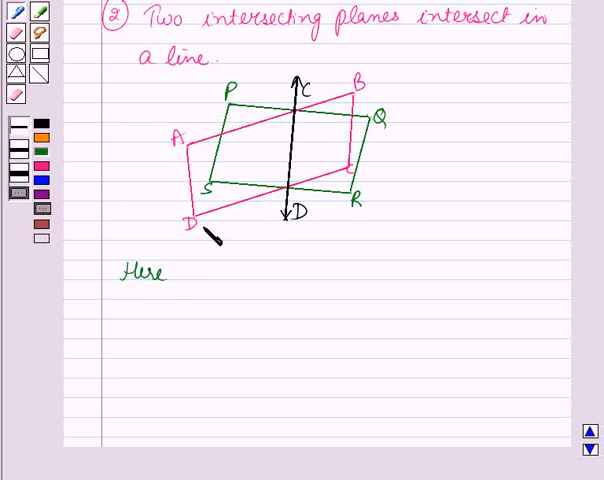 ② Two intersecting planes intersect in
a line.
P
C
B
Q
A
S
L
R
D
D
Here